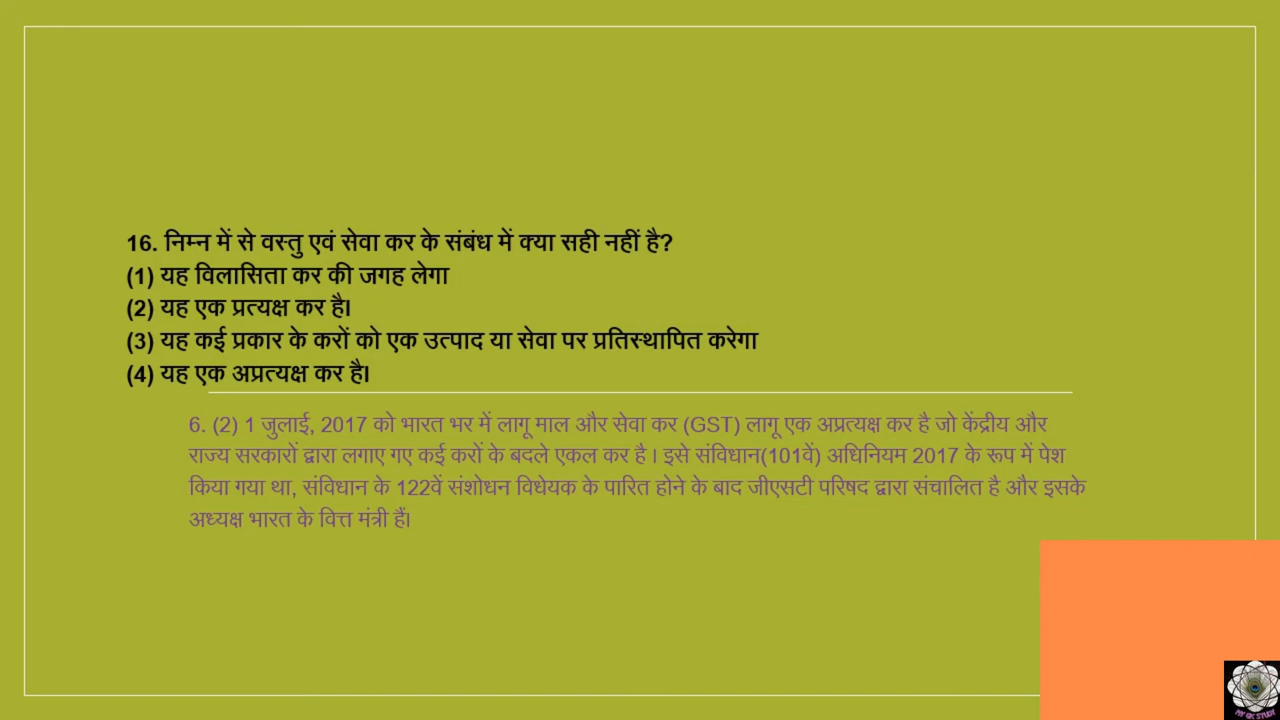 16. निम्न में से वस्तु एवं सेवा कर के संबंध में क्या सही नहीं है?
(1) यह विलासिता कर की जगह लेगा
(2) यह एक प्रत्यक्ष कर है।
(3) यह कई प्रकार के करों को एक उत्पाद या सेवा पर प्रतिस्थापित करेगा
(4) यह एक अप्रत्यक्ष कर है।
6. (2) 1 जुलाई, 2017 को भारत भर में लागू माल और सेवा कर (GST) लागू एक अप्रत्यक्ष कर है जो केंद्रीय और
राज्य सरकारों द्वारा लगाए गए कई करों के बदले एकल कर है । इसे संविधान(101वें) अधिनियम 2017 के रूप में पेश
किया गया था, संविधान के 122वें संशोधन विधेयक के पारित होने के बाद जीएसटी परिषद द्वारा संचालित है और इसके
अध्यक्ष भारत के वित्त मंत्री हैं।
MY GK STUDY